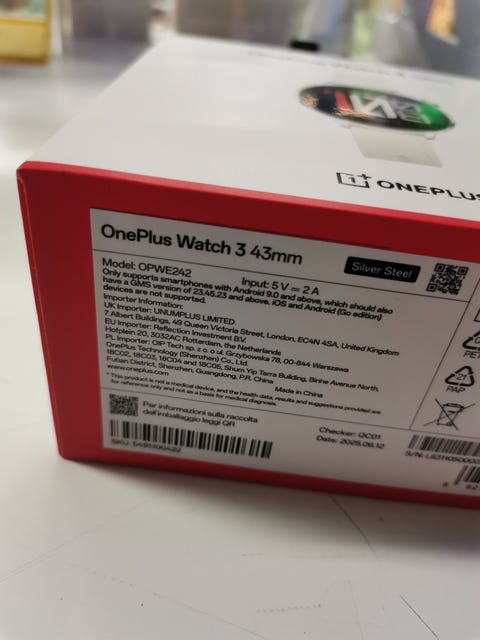 ONEPLUS
OnePlus Watch 3 43mm
Silver Steel
Model: OPWE242
Input: 5 V ⎓ 2 A
Only supports smartphones with Android 9.0 and above, which should also
have a GMS version of 23.45.23 and above. iOS and Android (Go edition)
devices are not supported.
Importer Information:
UK Importer: UNUMPLUS LIMITED
7 Albert Buildings, 49 Queen Victoria Street, London, EC4N 4SA, United Kingdom
EU Importer: Reflection Investment B.V.
Hofplein 20, 3032AC Rotterdam, the Netherlands
PL Importer: OIP Tech sp. z o. o ul. Grzybowska 78, 00-844 Warszawa
OnePlus Technology (Shenzhen) Co., Ltd.
18C02, 18C03, 18C04 and 18C05, Shum Yip Terra Building, Binhe Avenue North,
Futian District, Shenzhen, Guangdong, P.R. China
www.oneplus.com
Made in China
* This product is not a medical device, and the health data, results and suggestions provided are
for reference only and not as a basis for medical diagnosis.
Per informazioni sulla raccolta
dell'imballaggio leggi QR
Checker: QC01
Date: 2025.06.12
PET
21
PAP